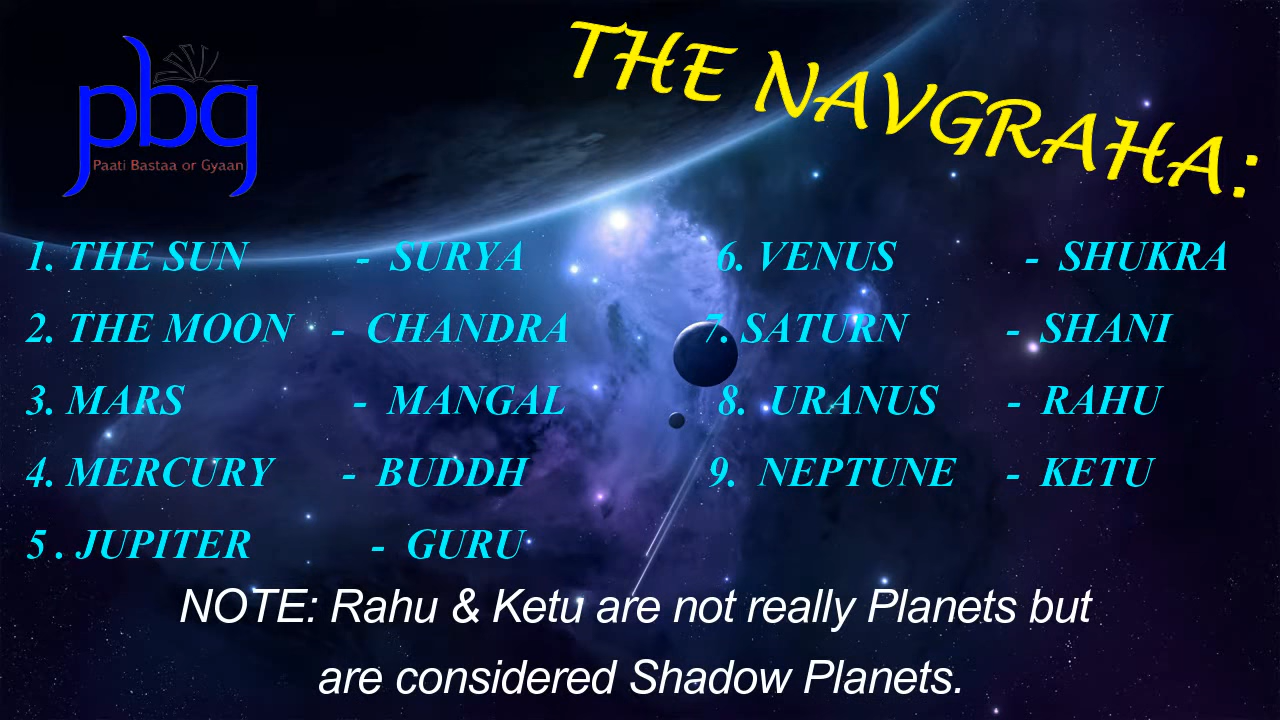 pbg
Paati Bastaa or Gyaan
THE NAVGRAHA:
1. THE SUN - SURYA
2. THE MOON - CHANDRA
3. MARS - MANGAL
4. MERCURY - BUDDH
5 . JUPITER - GURU
6. VENUS - SHUKRA
7. SATURN - SHANI
8. URANUS - RAHU
9. NEPTUNE - KETU
NOTE: Rahu & Ketu are not really Planets but
are considered Shadow Planets.